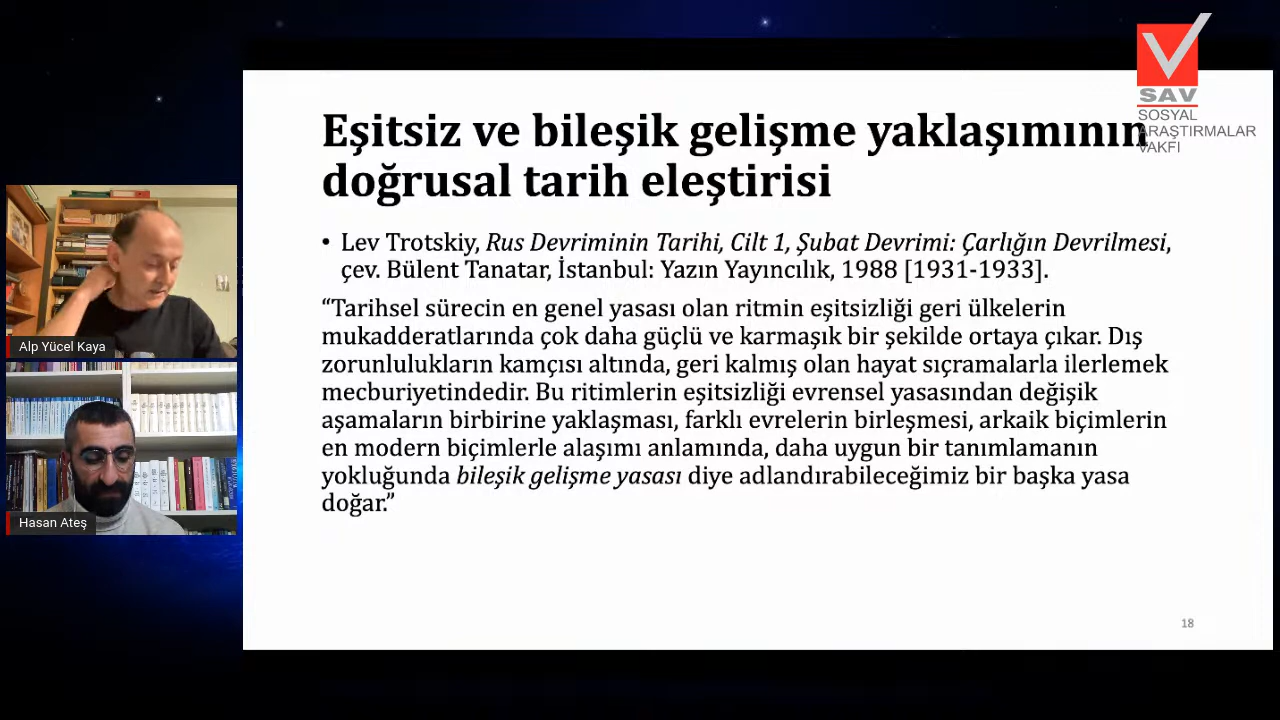 SAV
SOSYAL
ARAŞTIRMALAR
VAKFI
Eşitsiz ve bileşik gelişme yaklaşımının
doğrusal tarih eleştirisi
• Lev Trotskiy, Rus Devriminin Tarihi, Cilt 1, Şubat Devrimi: Çarlığın Devrilmesi,
çev. Bülent Tanatar, İstanbul: Yazın Yayıncılık, 1988 [1931-1933].
“Tarihsel sürecin en genel yasası olan ritmin eşitsizliği geri ülkelerin
mukadderatlarında çok daha güçlü ve karmaşık bir şekilde ortaya çıkar. Dış
zorunlulukların kamçısı altında, geri kalmış olan hayat sıçramalarla ilerlemek
mecburiyetindedir. Bu ritimlerin eşitsizliği evrensel yasasından değişik
aşamaların birbirine yaklaşması, farklı evrelerin birleşmesi, arkaik biçimlerin
en modern biçimlerle alaşımı anlamında, daha uygun bir tanımlamanın
yokluğunda bileşik gelişme yasası diye adlandırabileceğimiz bir başka yasa
doğar.”
18
Alp Yücel Kaya
Hasan Ateş